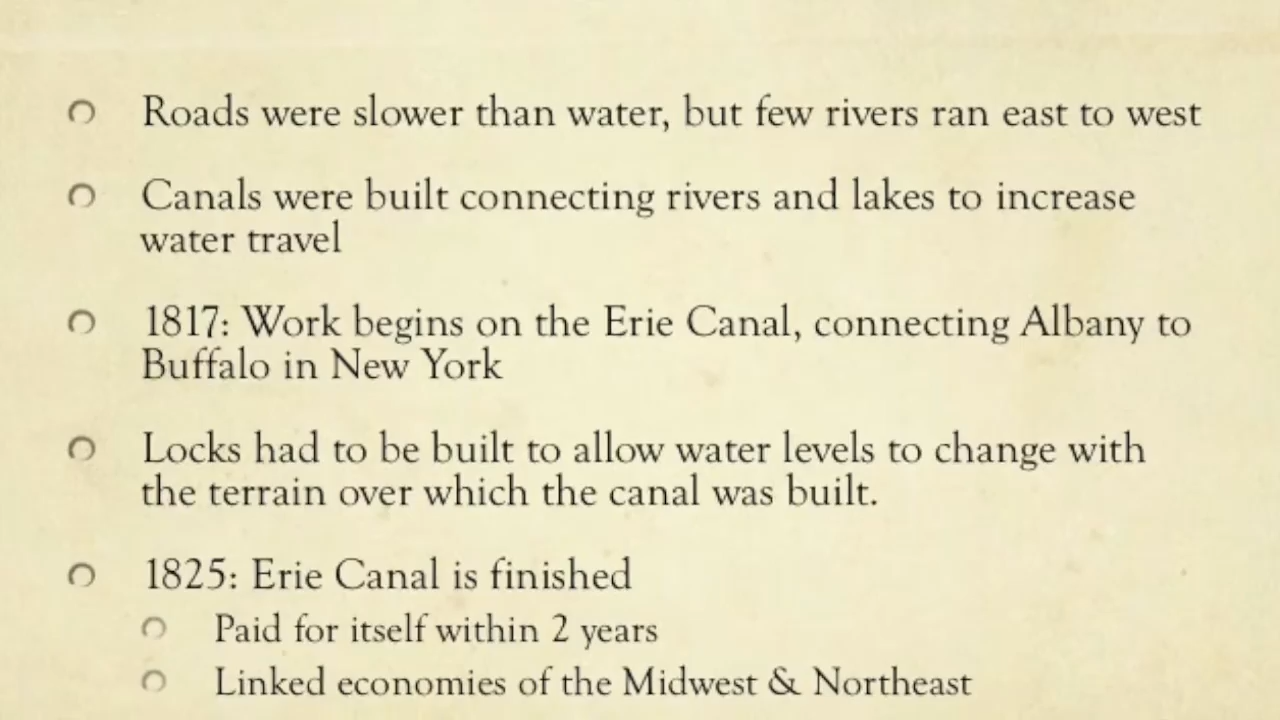 Roads were slower than water, but few rivers ran east to west
Canals were built connecting rivers and lakes to increase
water travel
1817: Work begins on the Erie Canal, connecting Albany to
Buffalo in New York
Locks had to be built to allow water levels to change with
the terrain over which the canal was built.
1825: Erie Canal is finished
Paid for itself within 2 years
Linked economies of the Midwest & Northeast